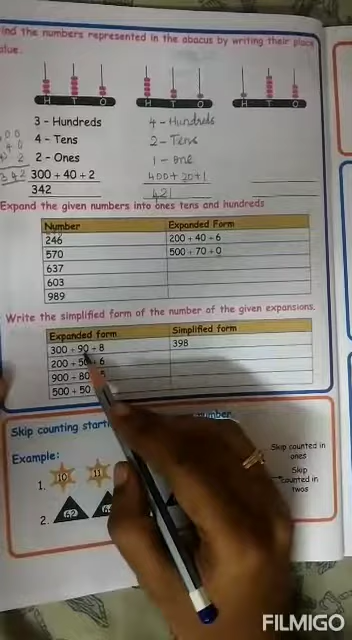 ind the numbers represented in the abacus by writing their place
alue.
H T O H T O H T O
3 - Hundreds 4 - Hundreds
4 - Tens 2 - Tens
2 - Ones 1 - one
300 + 40 + 2 400 + 20 + 1
342 421
342
Expand the given numbers into ones tens and hundreds
Number Expanded Form
246 200 + 40 + 6
570 500 + 70 + 0
637
603
989
Write the simplified form of the number of the given expansions.
Expanded form Simplified form
300 + 90 + 8 398
200 + 50 + 6
900 + 80 + 5
500 + 50
Skip counting starti number
Example:
Skip counted in
ones
1. 10 11
Skip
counted in
twos
2. 62
FILMIGO